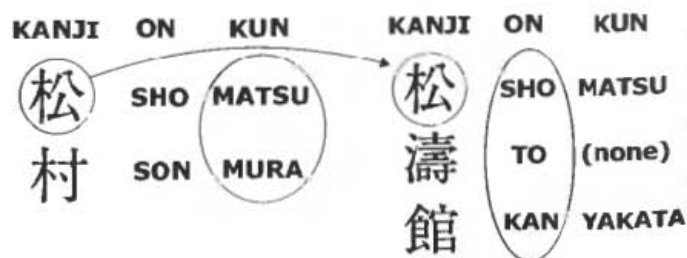 KANJI ON KUN
松 SHO MATSU
村 SON MURA
KANJI ON KUN
松 SHO MATSU
濤 TO (none)
館 KAN YAKATA